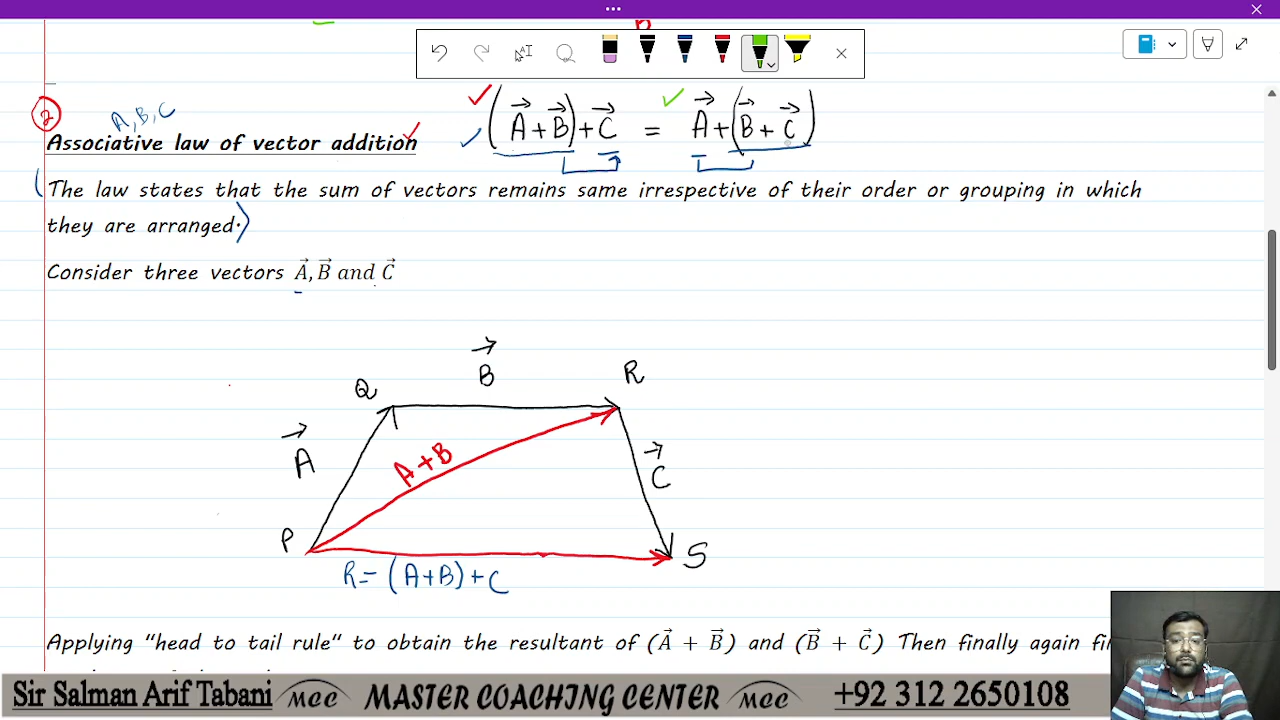 2
A, B, C
Associative law of vector addition
(A⃗ + B⃗) + C⃗ = A⃗ + (B⃗ + C⃗)
(The law states that the sum of vectors remains same irrespective of their order or grouping in which
they are arranged.)
Consider three vectors A⃗, B⃗ and C⃗
B⃗
Q
R
A⃗
A+B
C⃗
P
S
R = (A+B)+C
Applying "head to tail rule" to obtain the resultant of (A⃗ + B⃗) and (B⃗ + C⃗) Then finally again
Sir Salman Arif Tabani MCC MASTER COACHING CENTER MCC +92 312 2650108